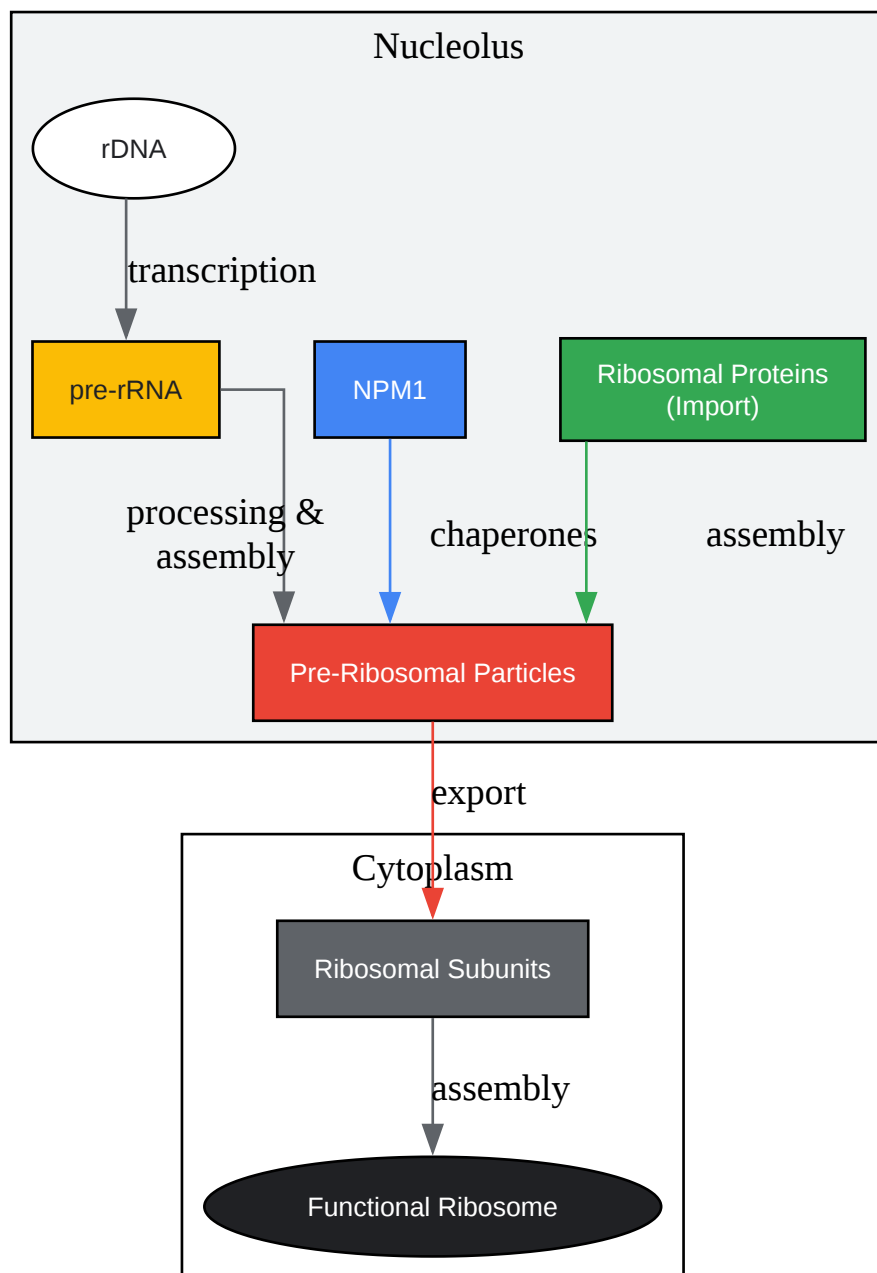 Nucleolus
rDNA
transcription
pre-rRNA
NPM1
Ribosomal Proteins
(Import)
processing &
assembly
chaperones
assembly
Pre-Ribosomal Particles
export
Cytoplasm
Ribosomal Subunits
assembly
Functional Ribosome